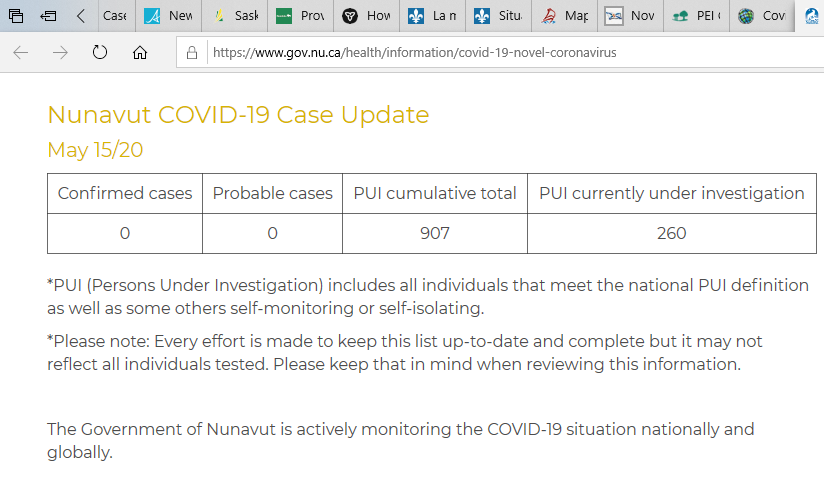 Case
New
Sask
Prov
How
La n
Situ
Map
Nov
PEI
Cov
https://www.gov.nu.ca/health/information/covid-19-novel-coronavirus
Nunavut COVID-19 Case Update
May 15/20
Confirmed cases Probable cases PUI cumulative total PUI currently under investigation
0 0 907 260
*PUI (Persons Under Investigation) includes all individuals that meet the national PUI definition
as well as some others self-monitoring or self-isolating.
*Please note: Every effort is made to keep this list up-to-date and complete but it may not
reflect all individuals tested. Please keep that in mind when reviewing this information.
The Government of Nunavut is actively monitoring the COVID-19 situation nationally and
globally.